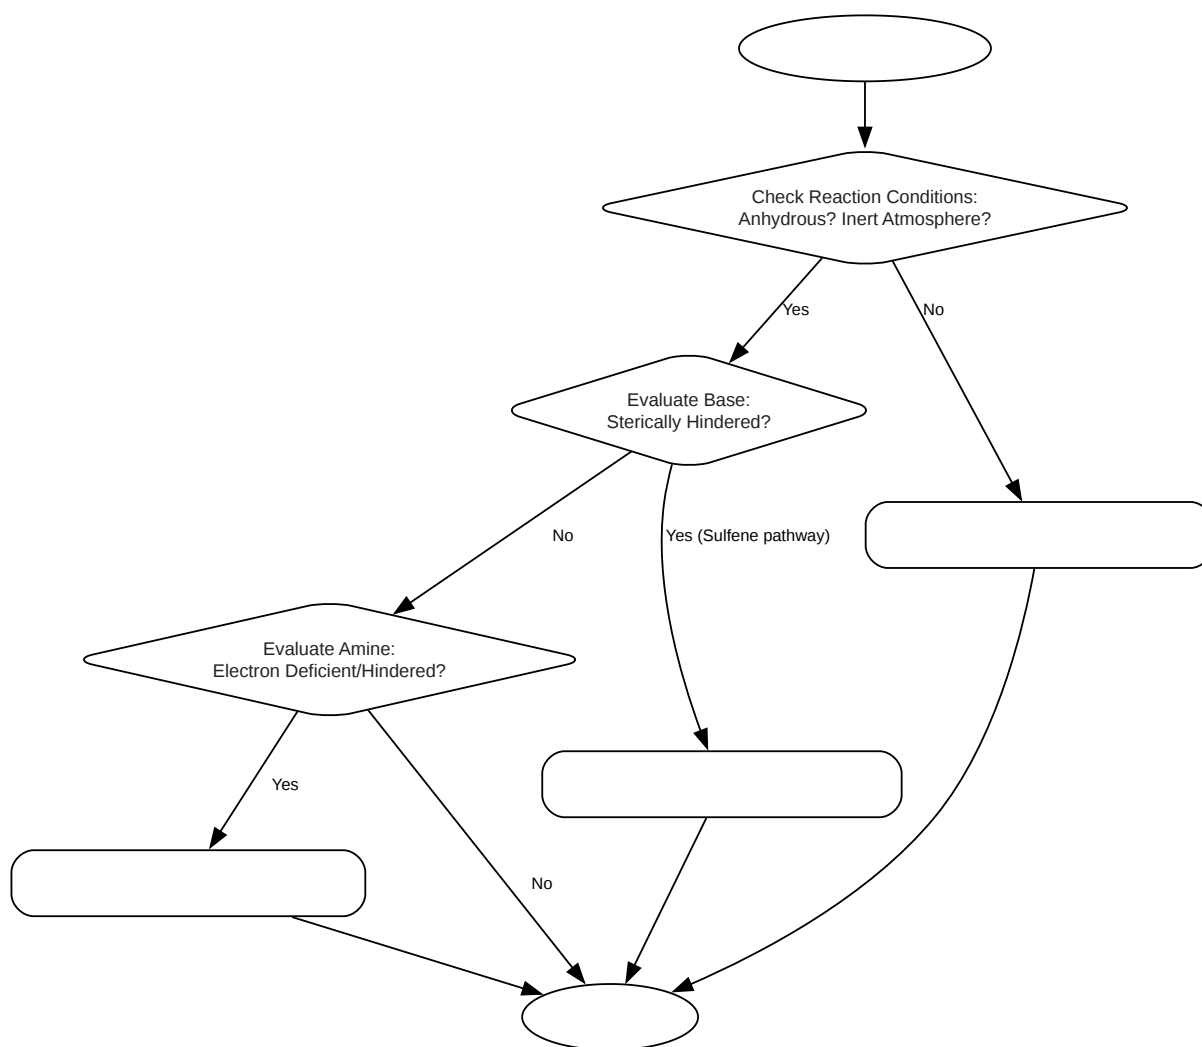 Check Reaction Conditions:
Anhydrous? Inert Atmosphere?
Yes
No
Evaluate Base:
Sterically Hindered?
No
Yes (Sulfene pathway)
Evaluate Amine:
Electron Deficient/Hindered?
Yes
No